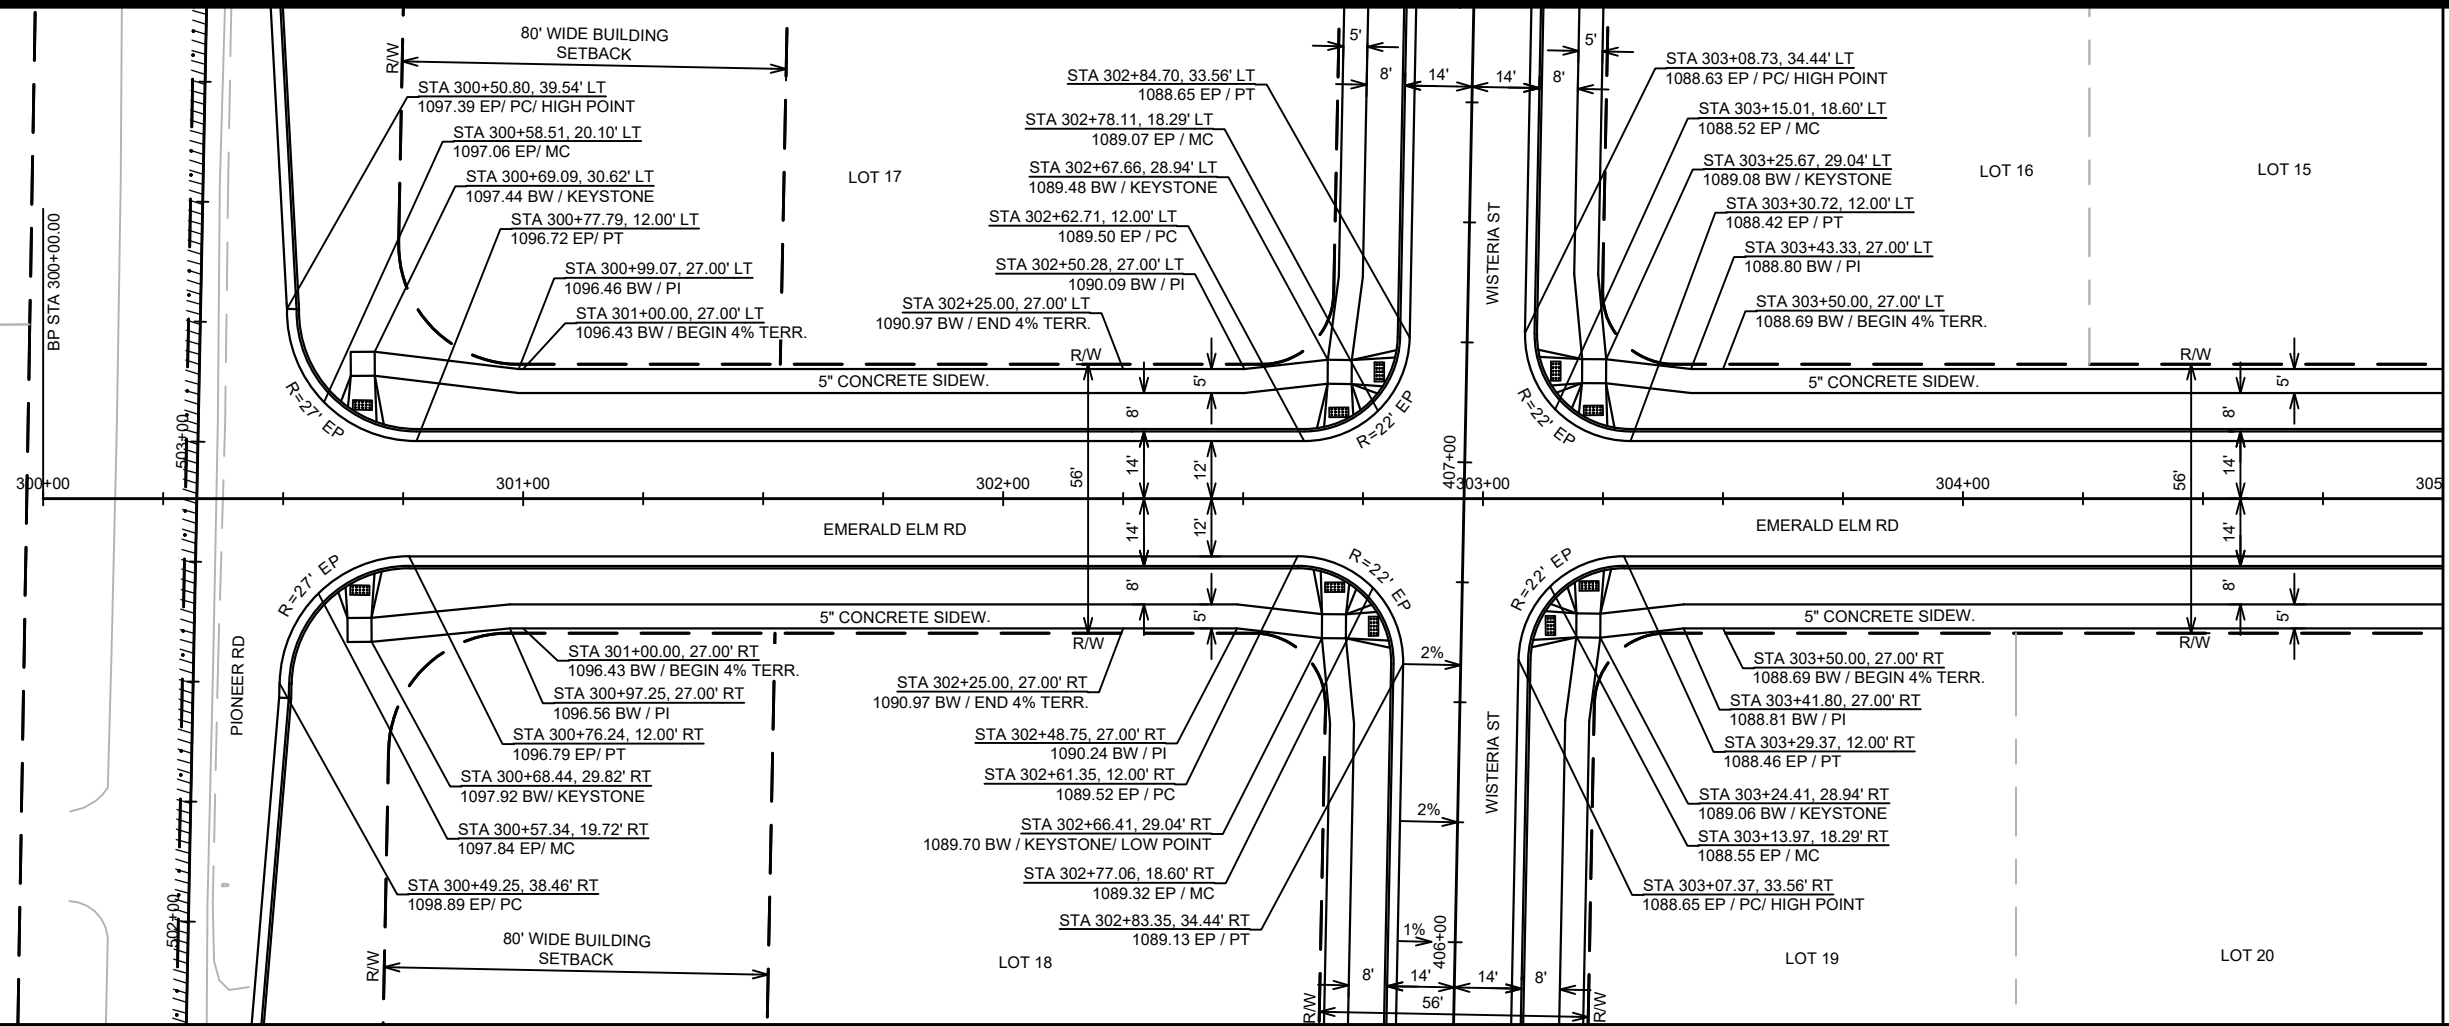 80' WIDE BUILDING
SETBACK
R/W
STA 300+50.80, 39.54' LT
1097.39 EP/ PC/ HIGH POINT
STA 300+58.51, 20.10' LT
1097.06 EP/ MC
STA 300+69.09, 30.62' LT
1097.44 BW / KEYSTONE
STA 300+77.79, 12.00' LT
1096.72 EP/ PT
STA 300+99.07, 27.00' LT
1096.46 BW / PI
STA 301+00.00, 27.00' LT
1096.43 BW / BEGIN 4% TERR.
BP STA 300+00.00
LOT 17
STA 302+84.70, 33.56' LT
1088.65 EP / PT
STA 302+78.11, 18.29' LT
1089.07 EP / MC
STA 302+67.66, 28.94' LT
1089.48 BW / KEYSTONE
STA 302+62.71, 12.00' LT
1089.50 EP / PC
STA 302+50.28, 27.00' LT
1090.09 BW / PI
STA 302+25.00, 27.00' LT
1090.97 BW / END 4% TERR.
5'
8'
14'
14'
8'
5'
WISTERIA ST
STA 303+08.73, 34.44' LT
1088.63 EP / PC/ HIGH POINT
STA 303+15.01, 18.60' LT
1088.52 EP / MC
STA 303+25.67, 29.04' LT
1089.08 BW / KEYSTONE
STA 303+30.72, 12.00' LT
1088.42 EP / PT
STA 303+43.33, 27.00' LT
1088.80 BW / PI
STA 303+50.00, 27.00' LT
1088.69 BW / BEGIN 4% TERR.
LOT 16
LOT 15
R/W
R/W
R=27' EP
5" CONCRETE SIDEW.
5'
8'
R=22' EP
R=22' EP
5" CONCRETE SIDEW.
5'
8'
503+00
300+00
301+00
302+00
56'
14'
12'
407+00
303+00
304+00
56'
14'
305
EMERALD ELM RD
14'
12'
EMERALD ELM RD
14'
R=27' EP
8'
R=22' EP
R=22' EP
8'
5" CONCRETE SIDEW.
5'
5" CONCRETE SIDEW.
5'
R/W
R/W
PIONEER RD
STA 301+00.00, 27.00' RT
1096.43 BW / BEGIN 4% TERR.
STA 300+97.25, 27.00' RT
1096.56 BW / PI
STA 300+76.24, 12.00' RT
1096.79 EP/ PT
STA 300+68.44, 29.82' RT
1097.92 BW/ KEYSTONE
STA 300+57.34, 19.72' RT
1097.84 EP/ MC
STA 300+49.25, 38.46' RT
1098.89 EP/ PC
502+00
80' WIDE BUILDING
SETBACK
R/W
STA 302+25.00, 27.00' RT
1090.97 BW / END 4% TERR.
STA 302+48.75, 27.00' RT
1090.24 BW / PI
STA 302+61.35, 12.00' RT
1089.52 EP / PC
STA 302+66.41, 29.04' RT
1089.70 BW / KEYSTONE/ LOW POINT
STA 302+77.06, 18.60' RT
1089.32 EP / MC
STA 302+83.35, 34.44' RT
1089.13 EP / PT
LOT 18
2%
2%
1%
WISTERIA ST
406+00
8'
14'
14'
8'
56'
R/W
R/W
STA 303+50.00, 27.00' RT
1088.69 BW / BEGIN 4% TERR.
STA 303+41.80, 27.00' RT
1088.81 BW / PI
STA 303+29.37, 12.00' RT
1088.46 EP / PT
STA 303+24.41, 28.94' RT
1089.06 BW / KEYSTONE
STA 303+13.97, 18.29' RT
1088.55 EP / MC
STA 303+07.37, 33.56' RT
1088.65 EP / PC/ HIGH POINT
LOT 19
LOT 20